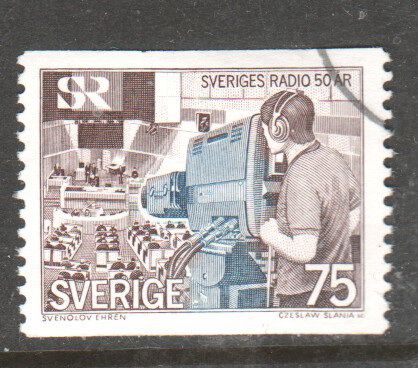 SR
SVERIGES RADIO 50 ÅR
SVERIGE 75
SVENOLOV EHRÉN
CZESLAW SLANIA sc.